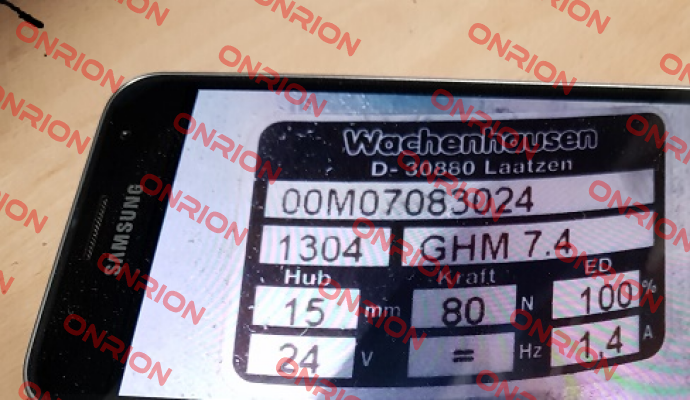 Wachenhausen
D- 30880 Laatzen
00M07083024
1304 GHM 7.4
Hub Kraft ED
15 mm 80 N 100 %
24 V = Hz 1,4 A
SAMSUNG
ONRION